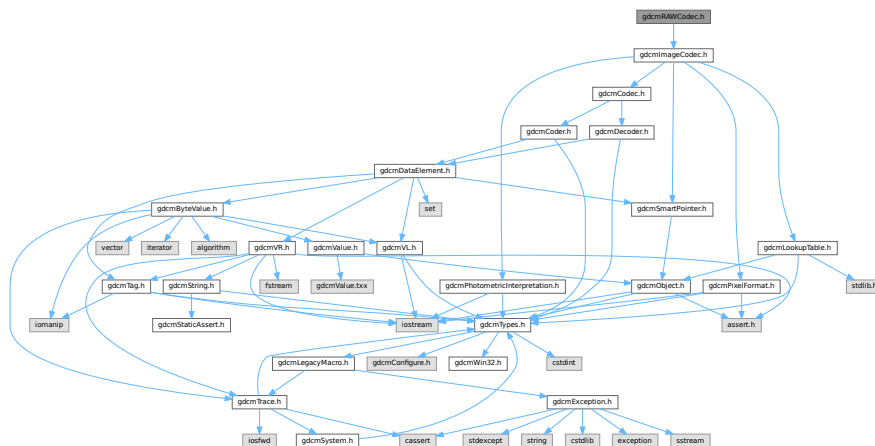 gdcmRAWCodec.h
gdcmImageCodec.h
gdcmCodec.h
gdcmCoder.h
gdcmDecoder.h
gdcmDataElement.h
gdcmByteValue.h
set
gdcmSmartPointer.h
vector
iterator
algorithm
gdcmVR.h
gdcmValue.h
gdcmVL.h
gdcmLookupTable.h
gdcmTag.h
gdcmString.h
fstream
gdcmValue.txx
gdcmPhotometricInterpretation.h
gdcmObject.h
gdcmPixelFormat.h
stdlib.h
iomanip
gdcmStaticAssert.h
iostream
gdcmTypes.h
assert.h
gdcmLegacyMacro.h
gdcmConfigure.h
gdcmWin32.h
cstdint
gdcmTrace.h
gdcmException.h
iosfwd
gdcmSystem.h
cassert
stdexcept
string
cstdlib
exception
sstream